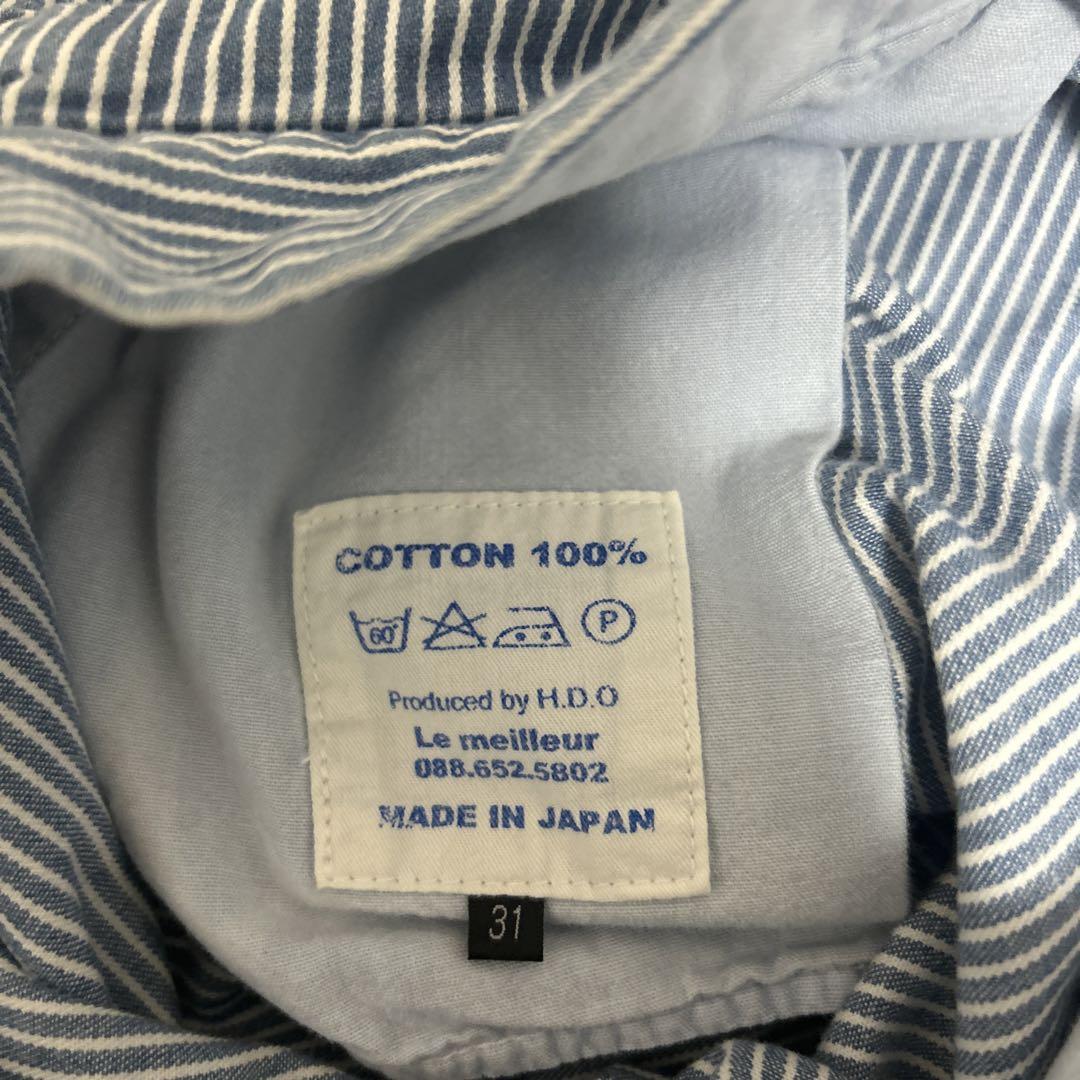 COTTON 100%
60° P
Produced by H.D.O
Le meilleur
088.652.5802
MADE IN JAPAN
31